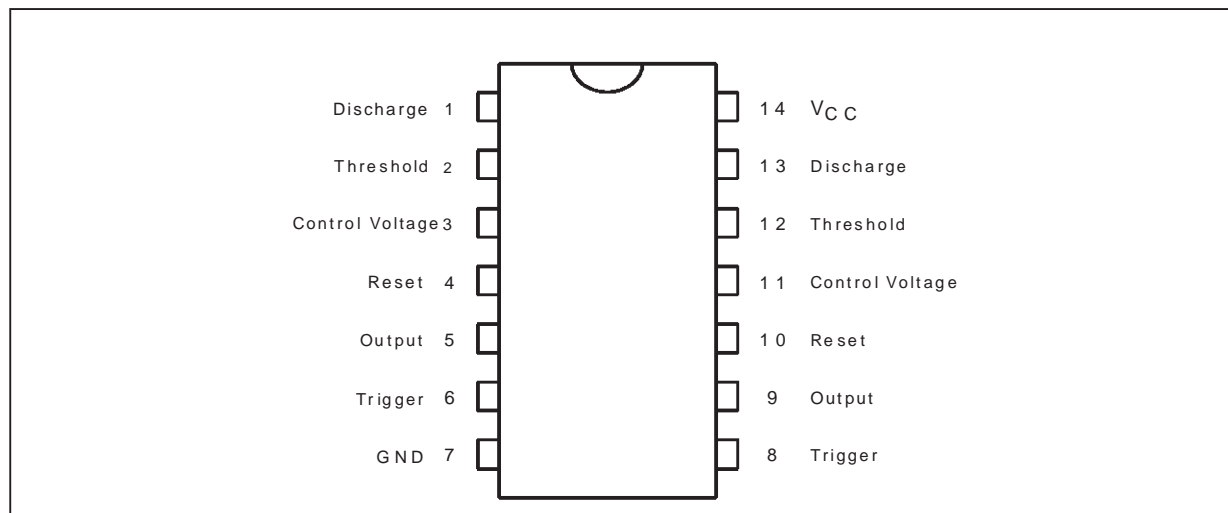 Discharge 1
14 VCC
Threshold 2
13 Discharge
Control Voltage 3
12 Threshold
Reset 4
11 Control Voltage
Output 5
10 Reset
Trigger 6
9 Output
GND 7
8 Trigger